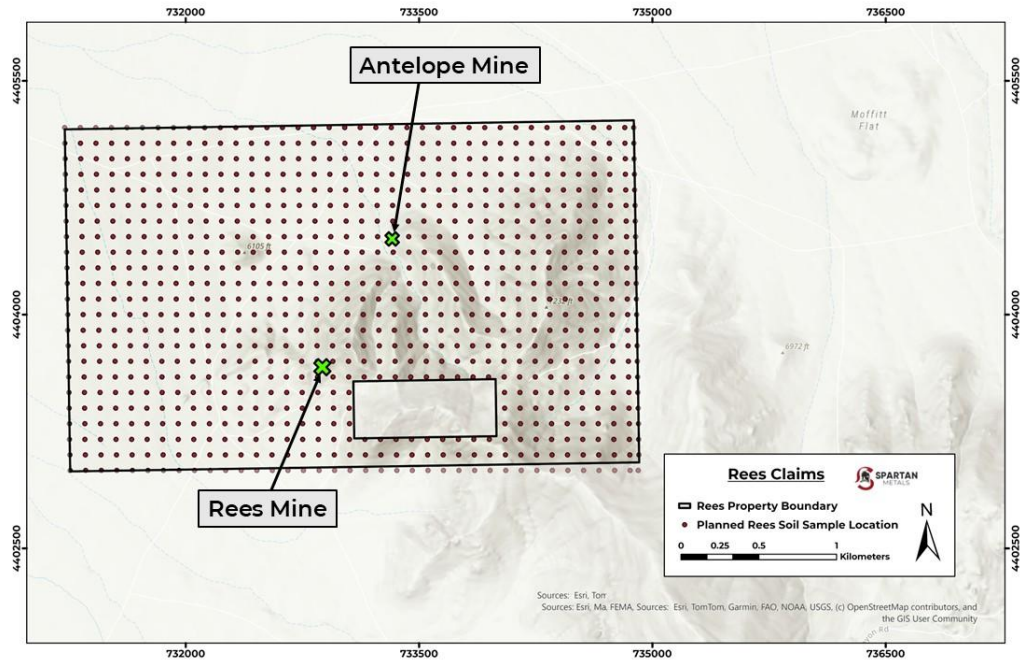 732000 733500 735000 736500
4405500 4405500
Antelope Mine
Moffitt
Flat
6105 ft
4404000 4404000
6972 ft
Rees Mine
Rees Claims
SPARTAN
METALS
Rees Property Boundary
Planned Rees Soil Sample Location
N
0 0.25 0.5 1
Kilometers
4402500 4402500
Sources: Esri, Tom
Sources: Esri, Ma, FEMA, Sources: Esri, TomTom, Garmin, FAO, NOAA, USGS, (c) OpenStreetMap contributors, and
the GIS User Community
732000 733500 735000 736500